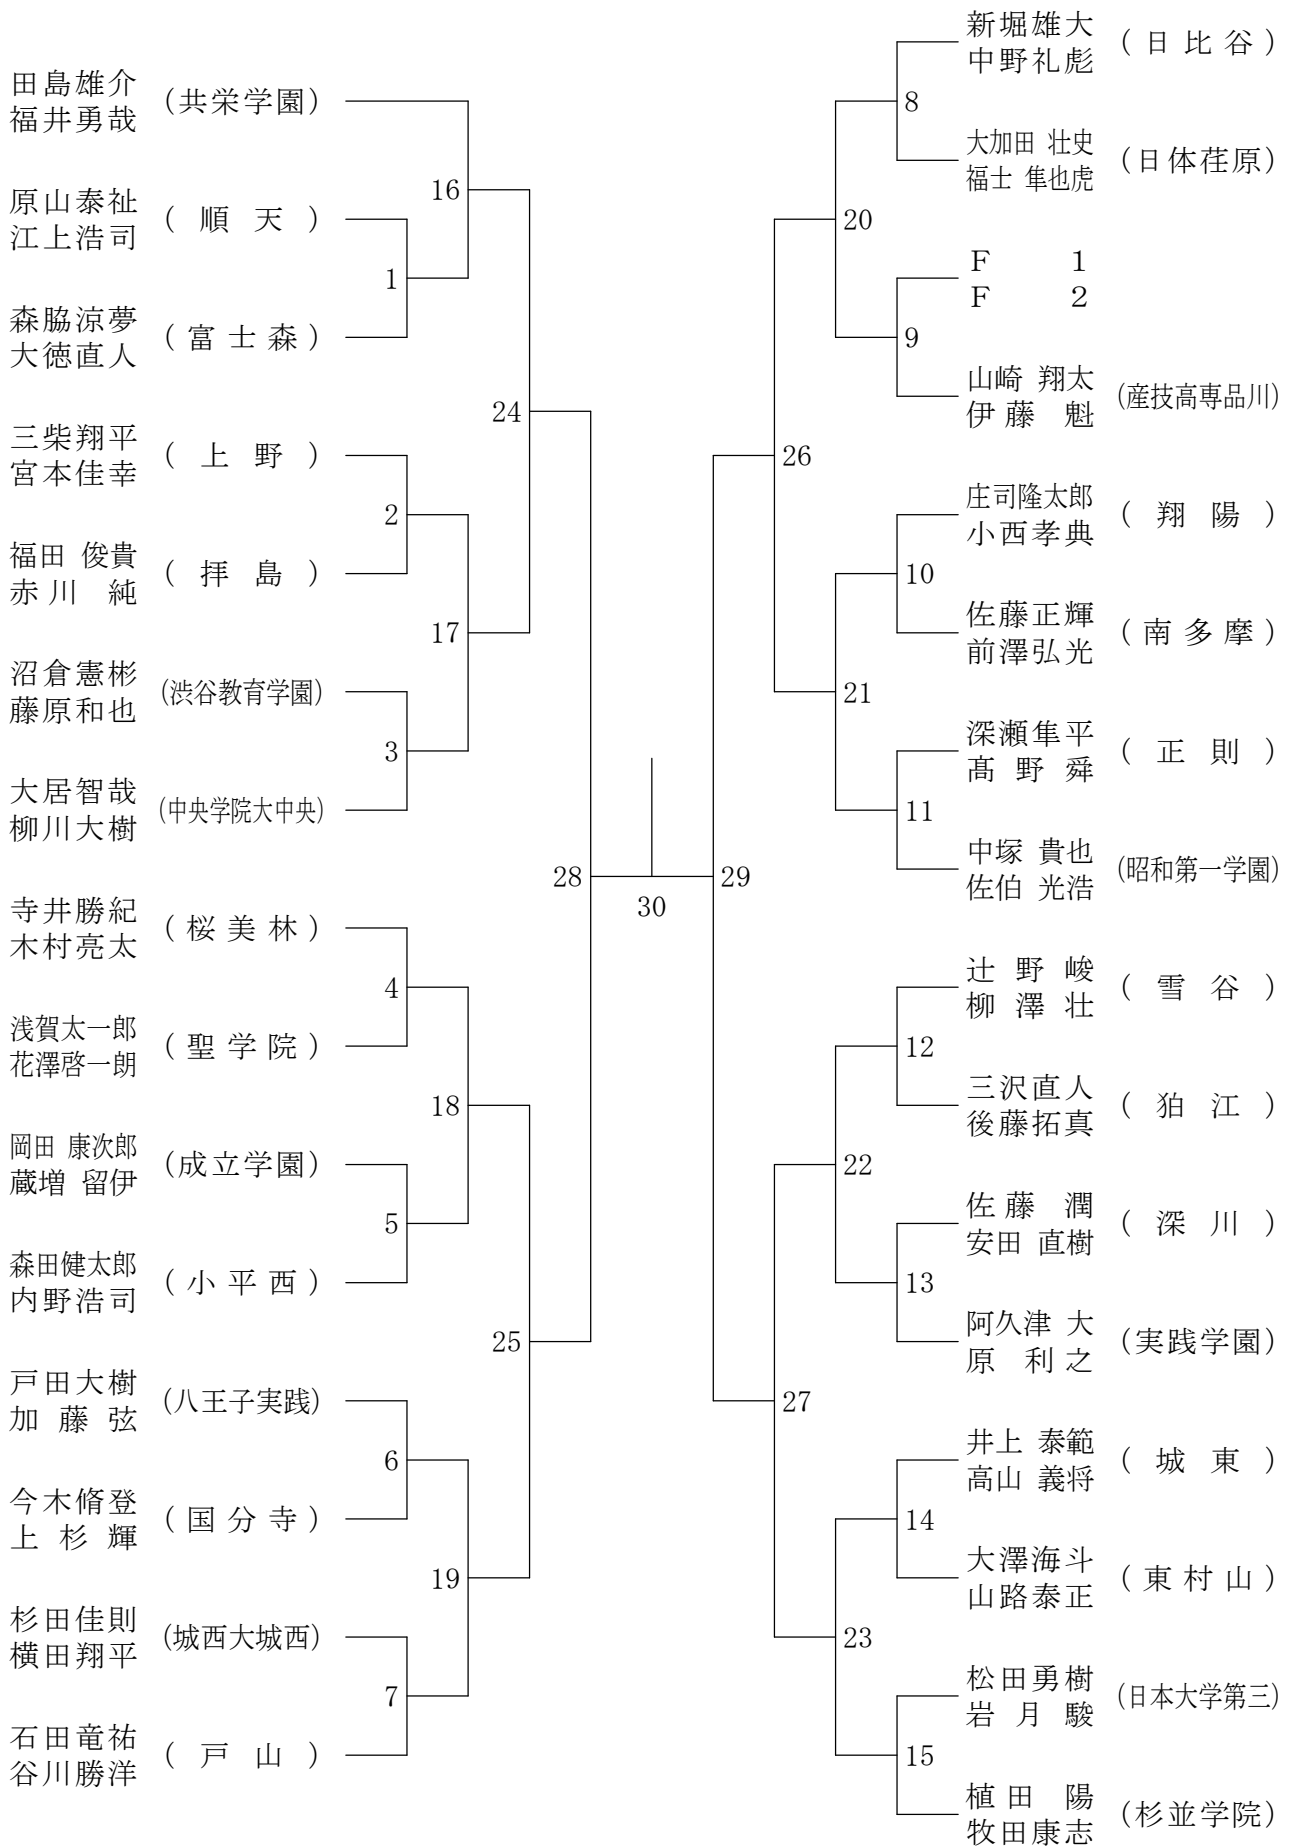 田島雄介
福井勇哉
(共栄学園)
原山泰祉
江上浩司
(順天)
森脇涼夢
大徳直人
(富士森)
三柴翔平
宮本佳幸
(上野)
福田 俊貴
赤川 純
(拝島)
沼倉憲彬
藤原和也
(渋谷教育学園)
大居智哉
柳川大樹
(中央学院大中央)
寺井勝紀
木村亮太
(桜美林)
浅賀太一郎
花澤啓一朗
(聖学院)
岡田 康次郎
蔵増 留伊
(成立学園)
森田健太郎
内野浩司
(小平西)
戸田大樹
加藤弦
(八王子実践)
今木脩登
上杉輝
(国分寺)
杉田佳則
横田翔平
(城西大城西)
石田竜祐
谷川勝洋
(戸山)
1
2
3
4
5
6
7
16
17
18
19
24
25
28
30
29
26
27
20
21
22
23
8
9
10
11
12
13
14
15
新堀雄大
中野礼彪
(日比谷)
大加田 壮史
福士 隼也虎
(日体荏原)
F 1
F 2
山崎 翔太
伊藤 魁
(産技高専品川)
庄司隆太郎
小西孝典
(翔陽)
佐藤正輝
前澤弘光
(南多摩)
深瀬隼平
髙野舜
(正則)
中塚 貴也
佐伯 光浩
(昭和第一学園)
辻野峻
柳澤壮
(雪谷)
三沢直人
後藤拓真
(狛江)
佐藤 潤
安田 直樹
(深川)
阿久津 大
原 利之
(実践学園)
井上 泰範
高山 義将
(城東)
大澤海斗
山路泰正
(東村山)
松田勇樹
岩月駿
(日本大学第三)
植田 陽
牧田康志
(杉並学院)